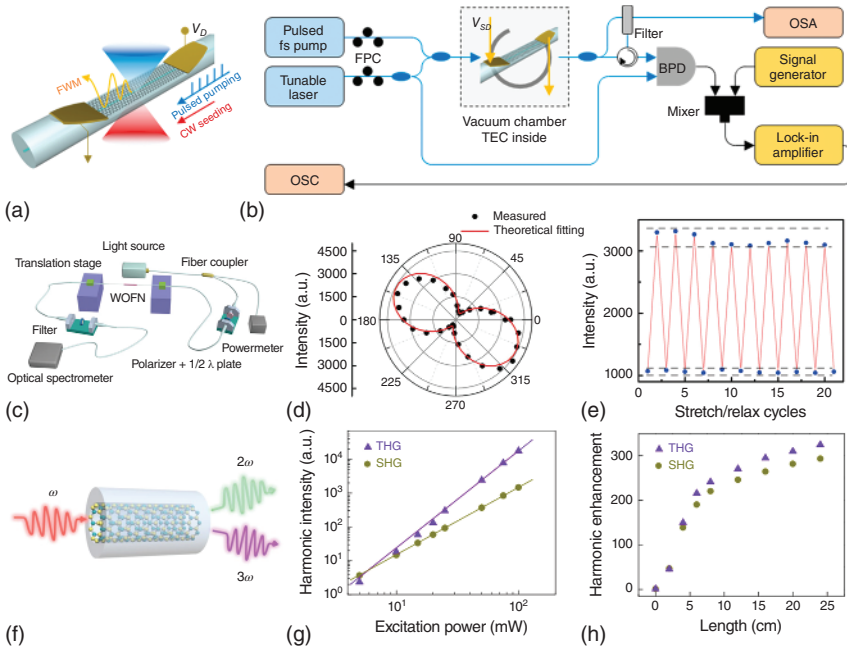 V_D
FWM
Pulsed pumping
CW seeding
(a)
Pulsed
fs pump
Tunable
laser
FPC
V_SD
Vacuum chamber
TEC inside
Filter
OSA
BPD
Signal
generator
Mixer
Lock-in
amplifier
OSC
(b)
Light source
Translation stage
Fiber coupler
WOFN
Filter
Powermeter
Polarizer + 1/2 λ plate
Optical spectrometer
(c)
Measured
Theoretical fitting
Intensity (a.u.)
4500
3000
1500
0
1500
3000
4500
90
135
45
180
0
225
315
270
(d)
Intensity (a.u.)
3000
2000
1000
0 5 10 15 20
Stretch/relax cycles
(e)
ω
2ω
3ω
(f)
Harmonic intensity (a.u.)
THG
SHG
10^4
10^3
10^2
10^1
10^0
10^1 10^2
Excitation power (mW)
(g)
Harmonic enhancement
THG
SHG
300
200
100
0
0 5 10 15 20 25
Length (cm)
(h)